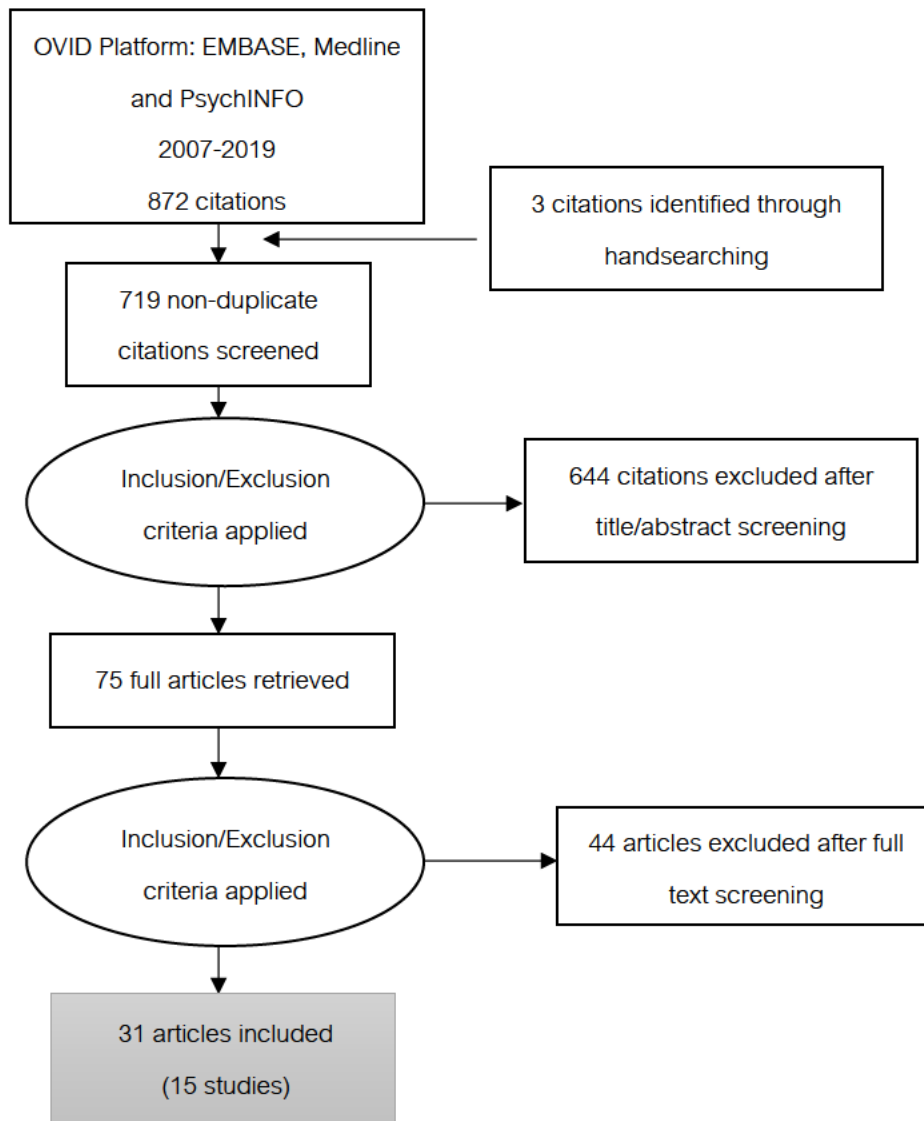 OVID Platform: EMBASE, Medline
and PsychINFO
2007-2019
872 citations
3 citations identified through
handsearching
719 non-duplicate
citations screened
Inclusion/Exclusion
criteria applied
644 citations excluded after
title/abstract screening
75 full articles retrieved
Inclusion/Exclusion
criteria applied
44 articles excluded after full
text screening
31 articles included
(15 studies)